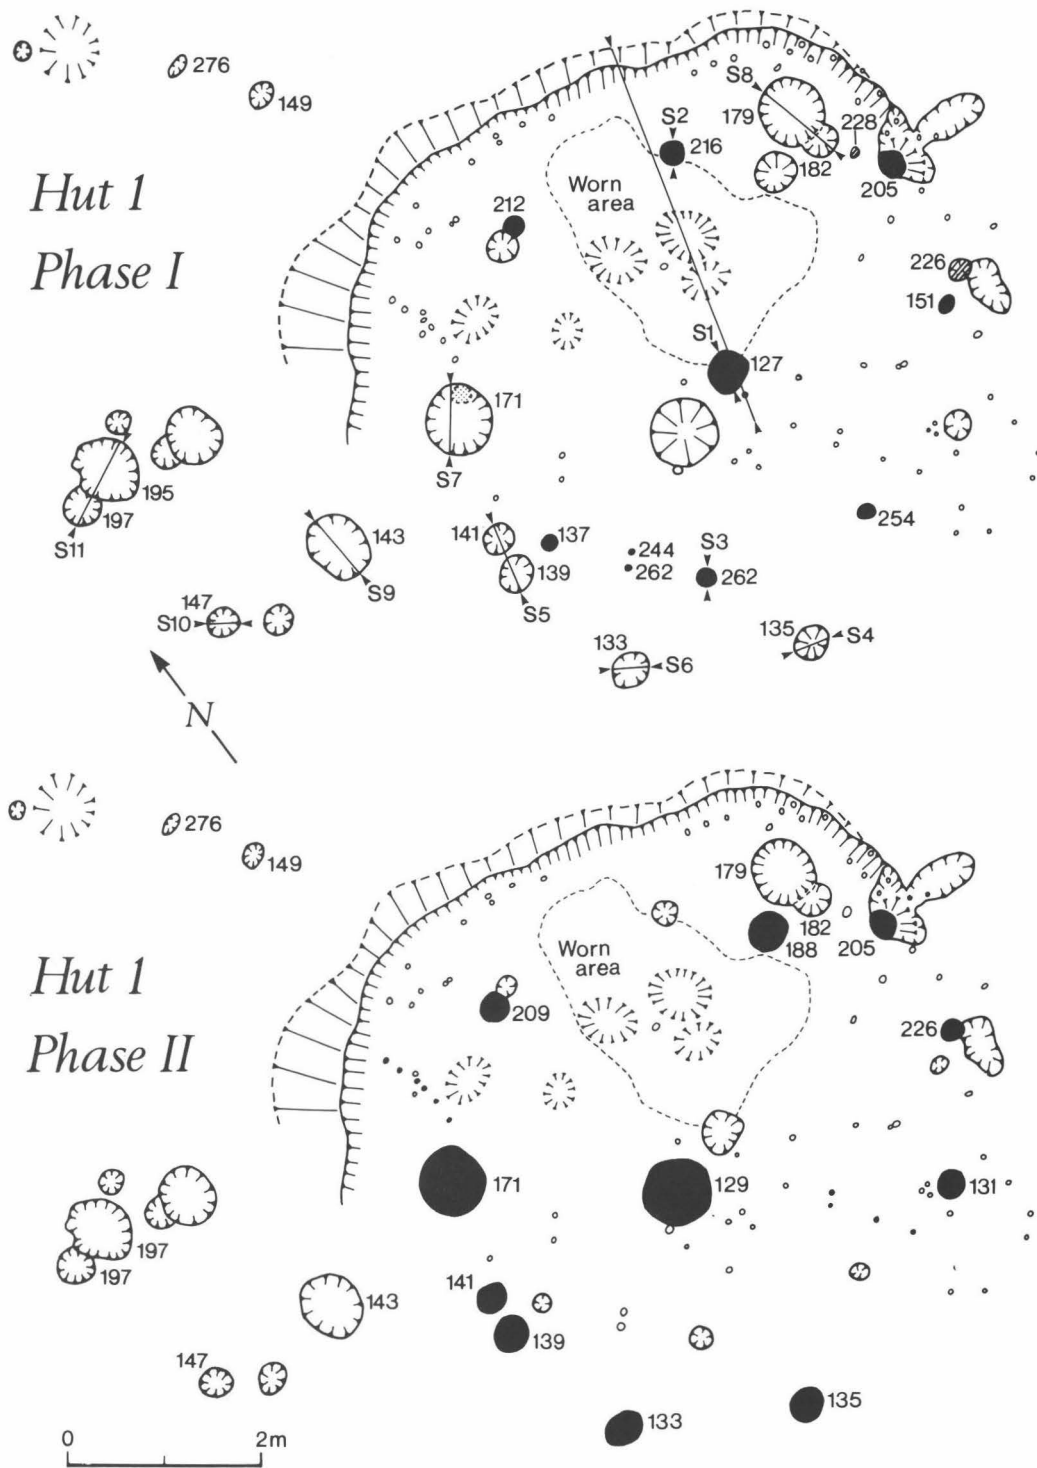 276
149
Hut 1
Phase I
S2
216
S8
179
228
182
205
Worn
area
212
226
151
S1
127
171
S7
195
197
S11
143
S9
141
137
139
S5
244
262
S3
262
254
147
S10
133
S6
135
S4
N
276
149
Hut 1
Phase II
179
182
188
205
Worn
area
209
226
171
129
131
197
197
143
141
139
147
133
135
0
2m